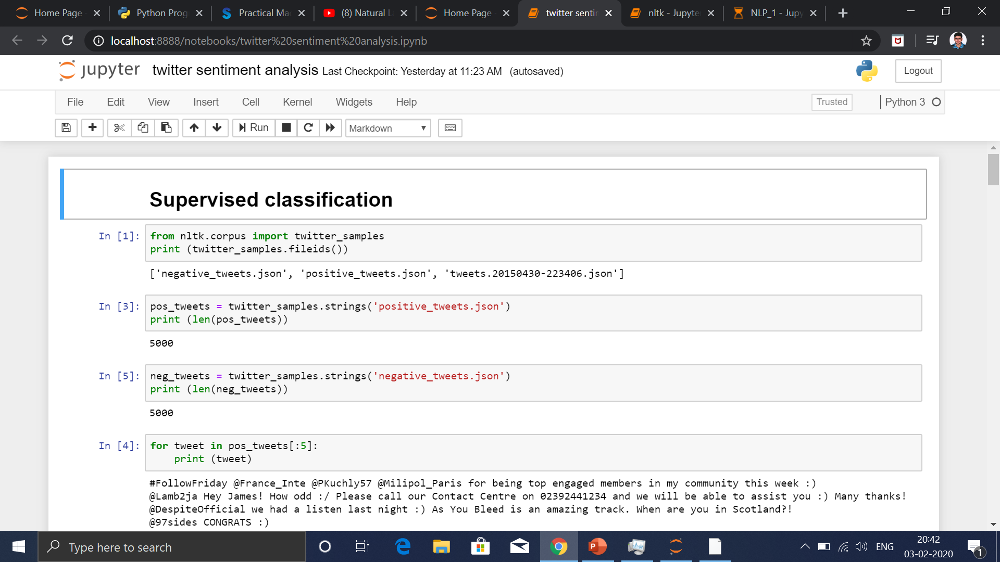 Home Page
Python Prog
Practical Ma
(8) Natural L
Home Page
twitter senti
nltk - Jupyte
NLP_1 - Jupy
localhost:8888/notebooks/twitter%20sentiment%20analysis.ipynb
jupyter twitter sentiment analysis Last Checkpoint: Yesterday at 11:23 AM (autosaved)
Logout
File Edit View Insert Cell Kernel Widgets Help
Trusted
Python 3
Run
Markdown
Supervised classification
In [1]: from nltk.corpus import twitter_samples
print (twitter_samples.fileids())
['negative_tweets.json', 'positive_tweets.json', 'tweets.20150430-223406.json']
In [3]: pos_tweets = twitter_samples.strings('positive_tweets.json')
print (len(pos_tweets))
5000
In [5]: neg_tweets = twitter_samples.strings('negative_tweets.json')
print (len(neg_tweets))
5000
In [4]: for tweet in pos_tweets[:5]:
print (tweet)
#FollowFriday @France_Inte @PKuchly57 @Milipol_Paris for being top engaged members in my community this week :)
@Lamb2ja Hey James! How odd :/ Please call our Contact Centre on 02392441234 and we will be able to assist you :) Many thanks!
@DespiteOfficial we had a listen last night :) As You Bleed is an amazing track. When are you in Scotland?!
@97sides CONGRATS :)
Type here to search
ENG
20:42
03-02-2020
1